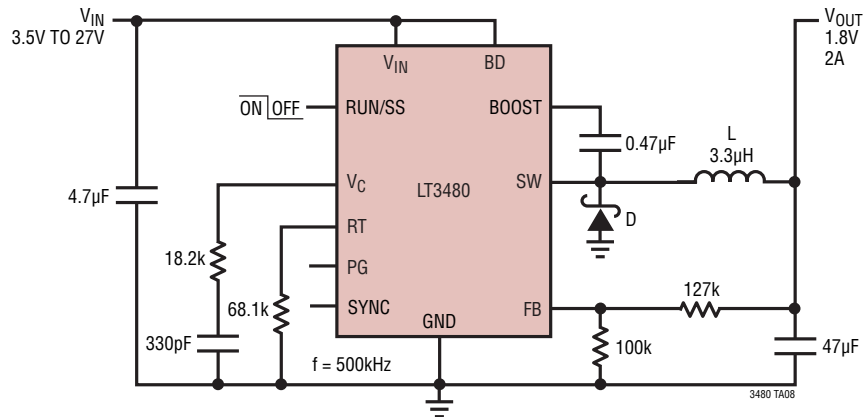 VIN
3.5V TO 27V
VOUT
1.8V
2A
VIN
BD
ON OFF
RUN/SS
BOOST
0.47µF
L
3.3µH
4.7µF
VC
LT3480
SW
D
RT
18.2k
PG
68.1k
127k
SYNC
FB
GND
330pF
100k
47µF
f = 500kHz
3480 TA08